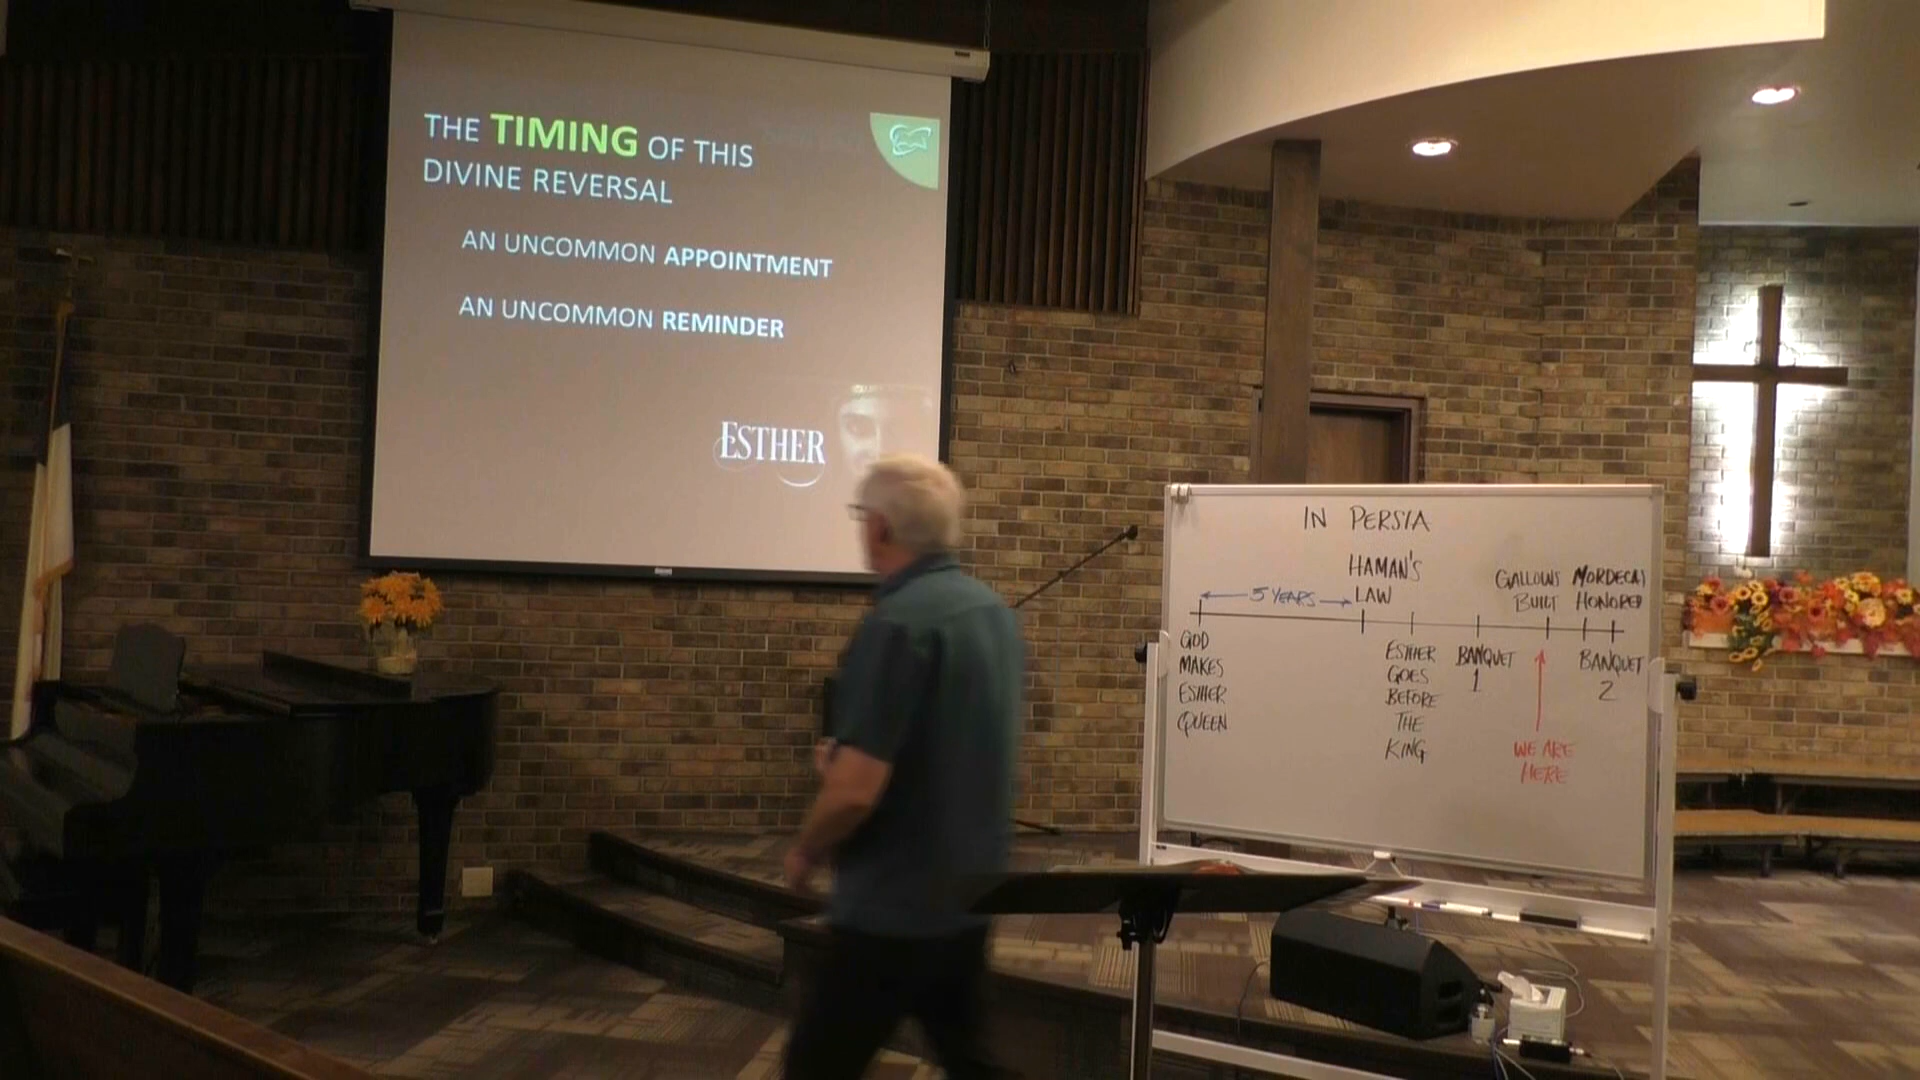 THE TIMING OF THIS
DIVINE REVERSAL
AN UNCOMMON APPOINTMENT
AN UNCOMMON REMINDER
ESTHER
IN PERSIA
HAMAN'S
LAW
5 YEARS
GALLOWS
BUILT
MORDECAI
HONORED
GOD
MAKES
ESTHER
QUEEN
ESTHER
GOES
BEFORE
THE
KING
BANQUET
1
BANQUET
2
WE ARE
HERE